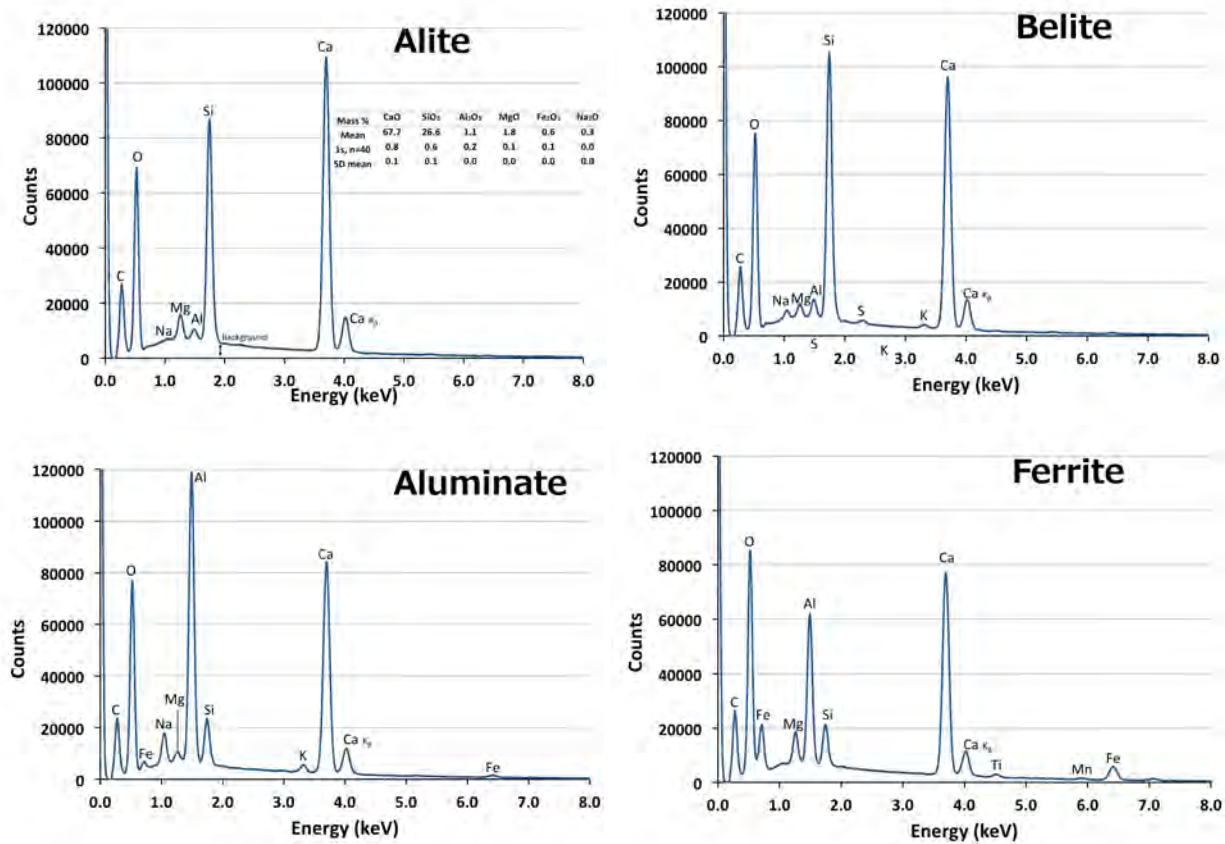 Alite
120000
100000
80000
60000
40000
20000
0
Counts
C
O
Na
Mg
Al
Si
Background
Ca
Ca Kβ
Mass % CaO SiO₂ Al₂O₃ MgO Fe₂O₃ Na₂O
Mean 67.7 26.6 1.1 1.8 0.6 0.3
1s, n=40 0.8 0.6 0.2 0.1 0.1 0.0
SD mean 0.1 0.1 0.0 0.0 0.0 0.0
0.0 1.0 2.0 3.0 4.0 5.0 6.0 7.0 8.0
Energy (keV)
Belite
120000
100000
80000
60000
40000
20000
0
Counts
C
O
Na
Mg
Al
Si
S
K
Ca
Ca Kβ
S
K
0.0 1.0 2.0 3.0 4.0 5.0 6.0 7.0 8.0
Energy (keV)
Aluminate
120000
100000
80000
60000
40000
20000
0
Counts
C
O
Fe
Na
Mg
Al
Si
K
Ca
Ca Kβ
Fe
0.0 1.0 2.0 3.0 4.0 5.0 6.0 7.0 8.0
Energy (keV)
Ferrite
120000
100000
80000
60000
40000
20000
0
Counts
C
O
Fe
Mg
Al
Si
Ca
Ca Kβ
Ti
Mn
Fe
0.0 1.0 2.0 3.0 4.0 5.0 6.0 7.0 8.0
Energy (keV)